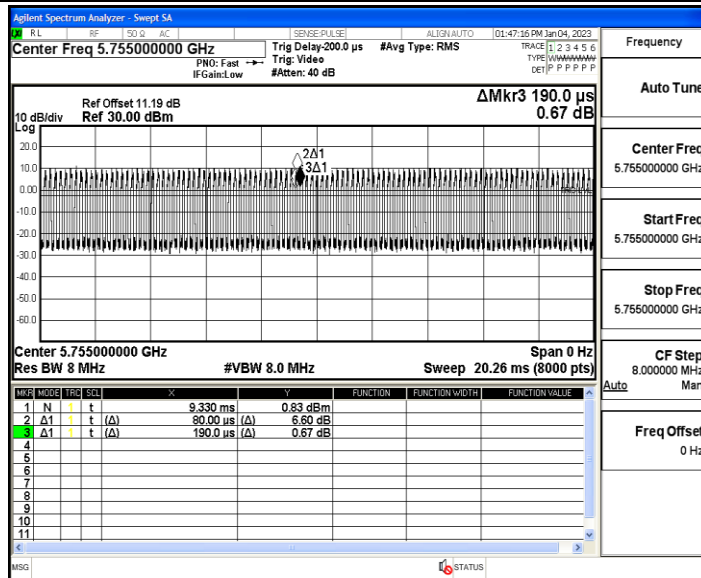 Agilent Spectrum Analyzer - Swept SA
RL RF 50 Ω AC SENSE:PULSE ALIGN AUTO 01:47:16 PM Jan 04, 2023
Center Freq 5.755000000 GHz
PNO: Fast
IFGain:Low
Trig Delay-200.0 µs
Trig: Video
#Atten: 40 dB
#Avg Type: RMS
TRACE 1 2 3 4 5 6
TYPE
DET P P P P P P
Ref Offset 11.19 dB
10 dB/div Ref 30.00 dBm
Log
ΔMkr3 190.0 µs
0.67 dB
20.0
10.0
0.00
-10.0
-20.0
-30.0
-40.0
-50.0
-60.0
2Δ1
3Δ1
Center 5.755000000 GHz Span 0 Hz
Res BW 8 MHz #VBW 8.0 MHz Sweep 20.26 ms (8000 pts)
MKR MODE TRC SCL X Y FUNCTION FUNCTION WIDTH FUNCTION VALUE
1 N 1 t 9.330 ms 0.83 dBm
2 Δ1 1 t (Δ) 80.00 µs (Δ) 6.60 dB
3 Δ1 1 t (Δ) 190.0 µs (Δ) 0.67 dB
4
5
6
7
8
9
10
11
MSG STATUS
Frequency
Auto Tune
Center Freq
5.755000000 GHz
Start Freq
5.755000000 GHz
Stop Freq
5.755000000 GHz
CF Step
8.000000 MHz
Auto Man
Freq Offset
0 Hz